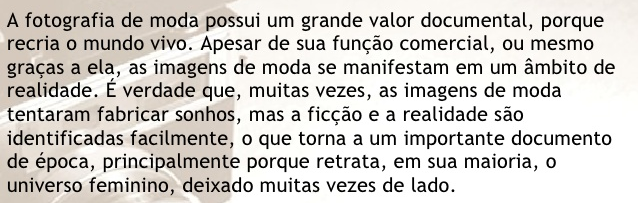 A fotografia de moda possui um grande valor documental, porque
recria o mundo vivo. Apesar de sua função comercial, ou mesmo
graças a ela, as imagens de moda se manifestam em um âmbito de
realidade. É verdade que, muitas vezes, as imagens de moda
tentaram fabricar sonhos, mas a ficção e a realidade são
identificadas facilmente, o que torna a um importante documento
de época, principalmente porque retrata, em sua maioria, o
universo feminino, deixado muitas vezes de lado.